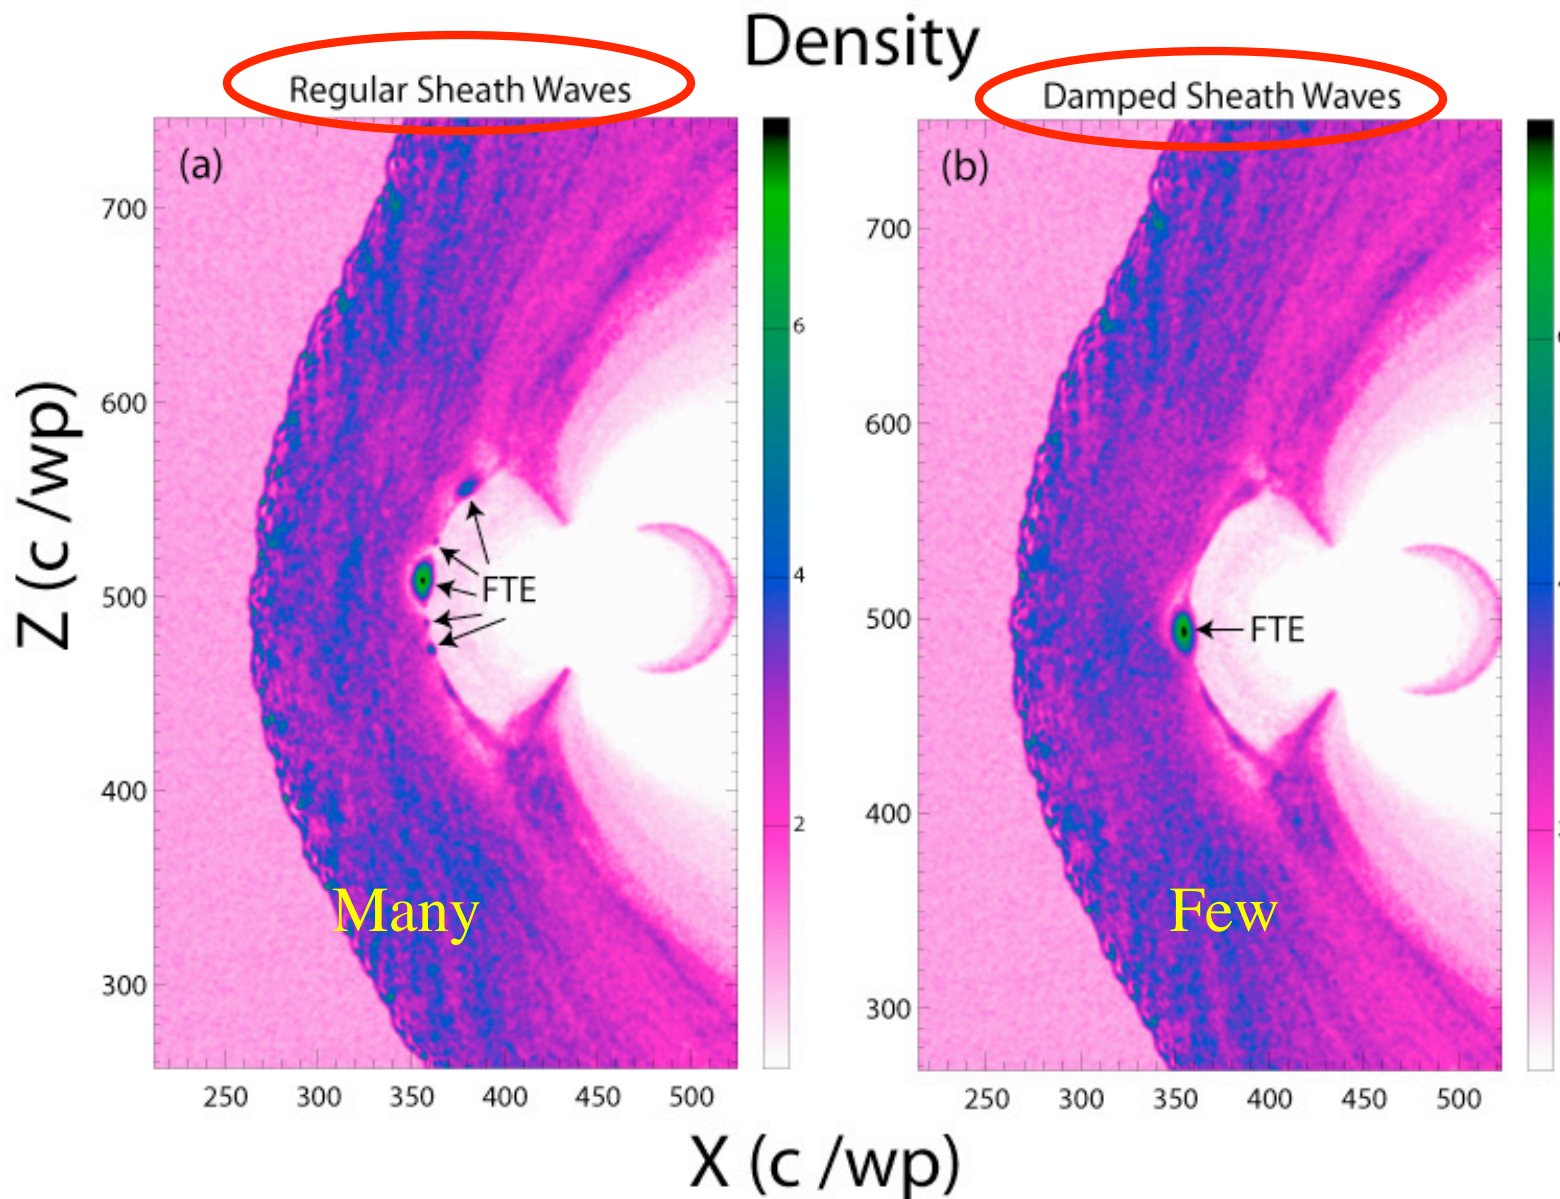 Density
Regular Sheath Waves
Damped Sheath Waves
(a)
(b)
Z (c /wp)
700
600
500
400
300
6
4
2
FTE
Many
250 300 350 400 450 500
700
600
500
400
300
FTE
Few
250 300 350 400 450 500
X (c /wp)